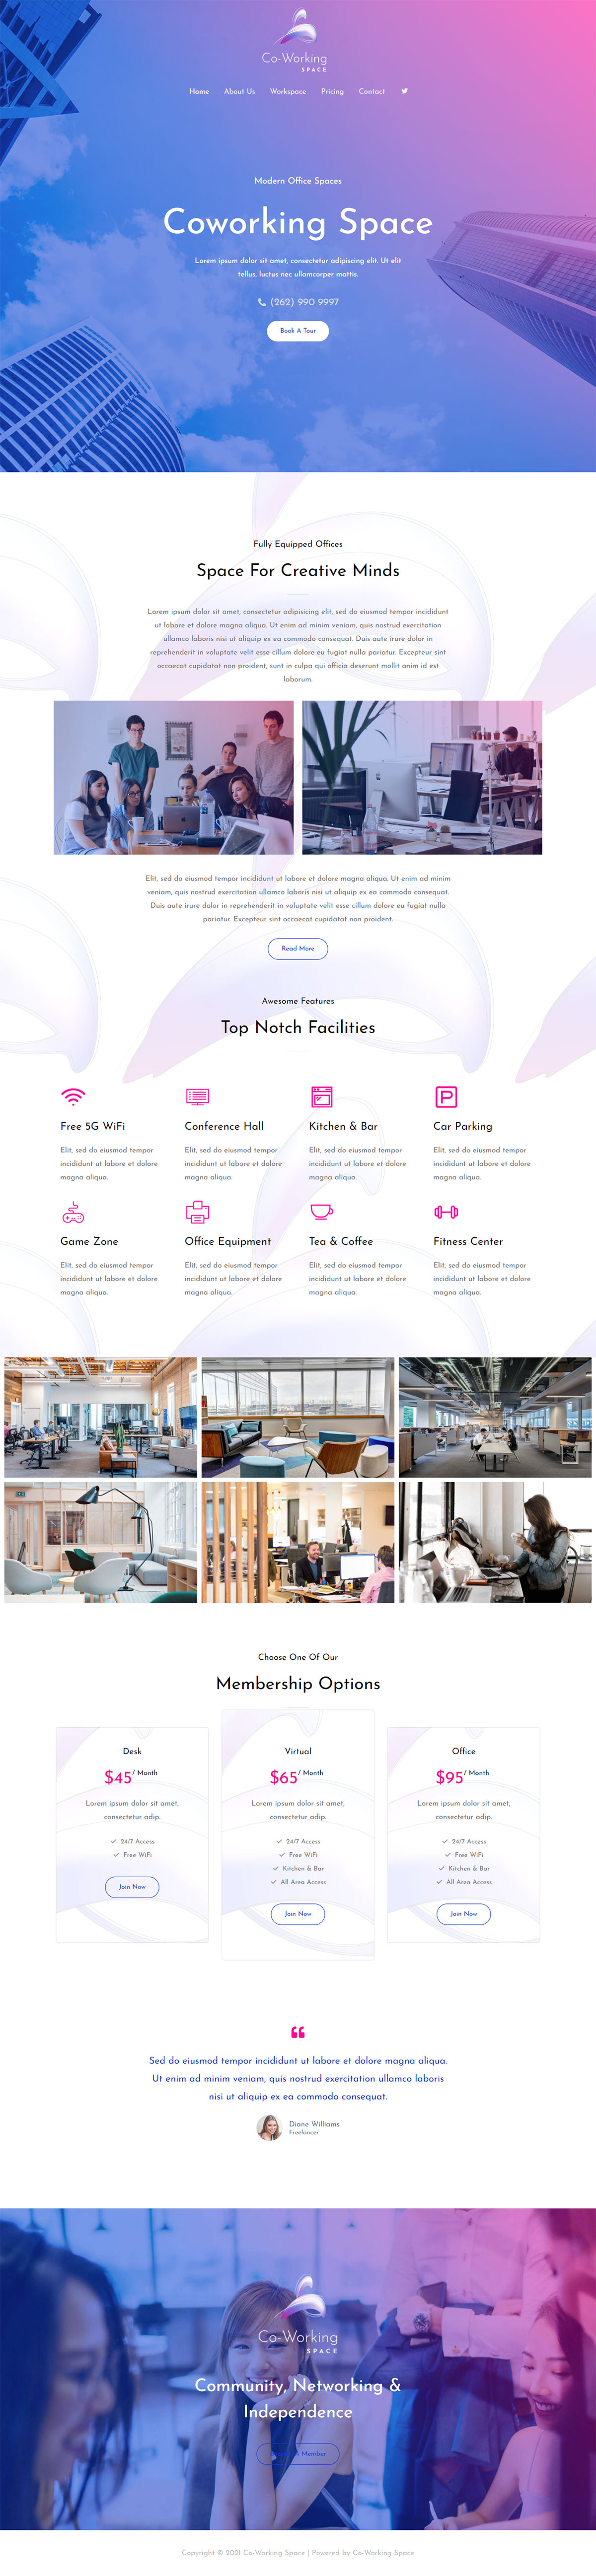 Co-Working
SPACE
Home About Us Workspace Pricing Contact
Modern Office Spaces
Coworking Space
Lorem ipsum dolor sit amet, consectetur adipiscing elit. Ut elit
tellus, luctus nec ullamcorper mattis.
(262) 990 9997
Book A Tour
Fully Equipped Offices
Space For Creative Minds
Lorem ipsum dolor sit amet, consectetur adipisicing elit, sed do eiusmod tempor incididunt
ut labore et dolore magna aliqua. Ut enim ad minim veniam, quis nostrud exercitation
ullamco laboris nisi ut aliquip ex ea commodo consequat. Duis aute irure dolor in
reprehenderit in voluptate velit esse cillum dolore eu fugiat nulla pariatur. Excepteur sint
occaecat cupidatat non proident, sunt in culpa qui officia deserunt mollit anim id est
laborum.
Elit, sed do eiusmod tempor incididunt ut labore et dolore magna aliqua. Ut enim ad minim
veniam, quis nostrud exercitation ullamco laboris nisi ut aliquip ex ea commodo consequat.
Duis aute irure dolor in reprehenderit in voluptate velit esse cillum dolore eu fugiat nulla
pariatur. Excepteur sint occaecat cupidatat non proident.
Read More
Awesome Features
Top Notch Facilities
Free 5G WiFi
Elit, sed do eiusmod tempor
incididunt ut labore et dolore
magna aliqua.
Conference Hall
Elit, sed do eiusmod tempor
incididunt ut labore et dolore
magna aliqua.
Kitchen & Bar
Elit, sed do eiusmod tempor
incididunt ut labore et dolore
magna aliqua.
P
Car Parking
Elit, sed do eiusmod tempor
incididunt ut labore et dolore
magna aliqua.
Game Zone
Elit, sed do eiusmod tempor
incididunt ut labore et dolore
magna aliqua.
Office Equipment
Elit, sed do eiusmod tempor
incididunt ut labore et dolore
magna aliqua.
Tea & Coffee
Elit, sed do eiusmod tempor
incididunt ut labore et dolore
magna aliqua.
Fitness Center
Elit, sed do eiusmod tempor
incididunt ut labore et dolore
magna aliqua.
Choose One Of Our
Membership Options
Desk
$45 / Month
Lorem ipsum dolor sit amet,
consectetur adip.
24/7 Access
Free WiFi
Join Now
Virtual
$65 / Month
Lorem ipsum dolor sit amet,
consectetur adip.
24/7 Access
Free WiFi
Kitchen & Bar
All Area Access
Join Now
Office
$95 / Month
Lorem ipsum dolor sit amet,
consectetur adip.
24/7 Access
Free WiFi
Kitchen & Bar
All Area Access
Join Now
Sed do eiusmod tempor incididunt ut labore et dolore magna aliqua.
Ut enim ad minim veniam, quis nostrud exercitation ullamco laboris
nisi ut aliquip ex ea commodo consequat.
Diane Williams
Freelancer
Co-Working
SPACE
Community, Networking &
Independence
Member
Copyright © 2021 Co-Working Space | Powered by Co-Working Space